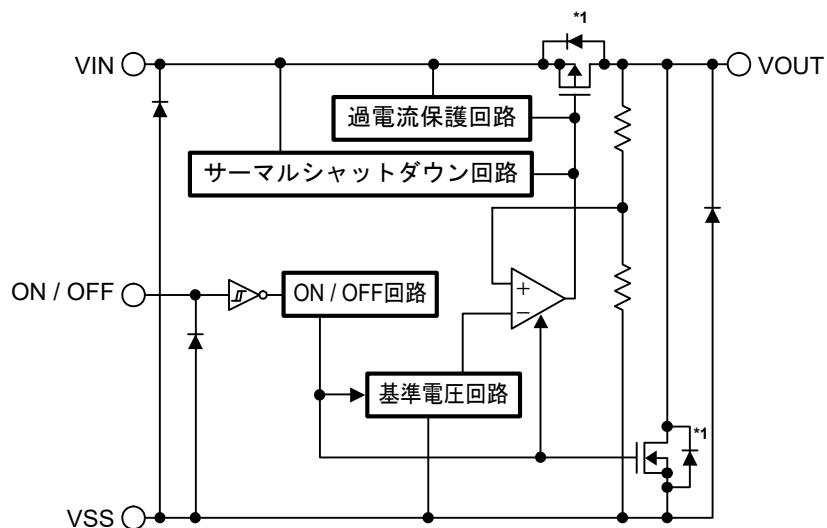 *1
VIN
VOUT
過電流保護回路
サーマルシャットダウン回路
ON / OFF
ON / OFF回路
+
−
基準電圧回路
*1
VSS